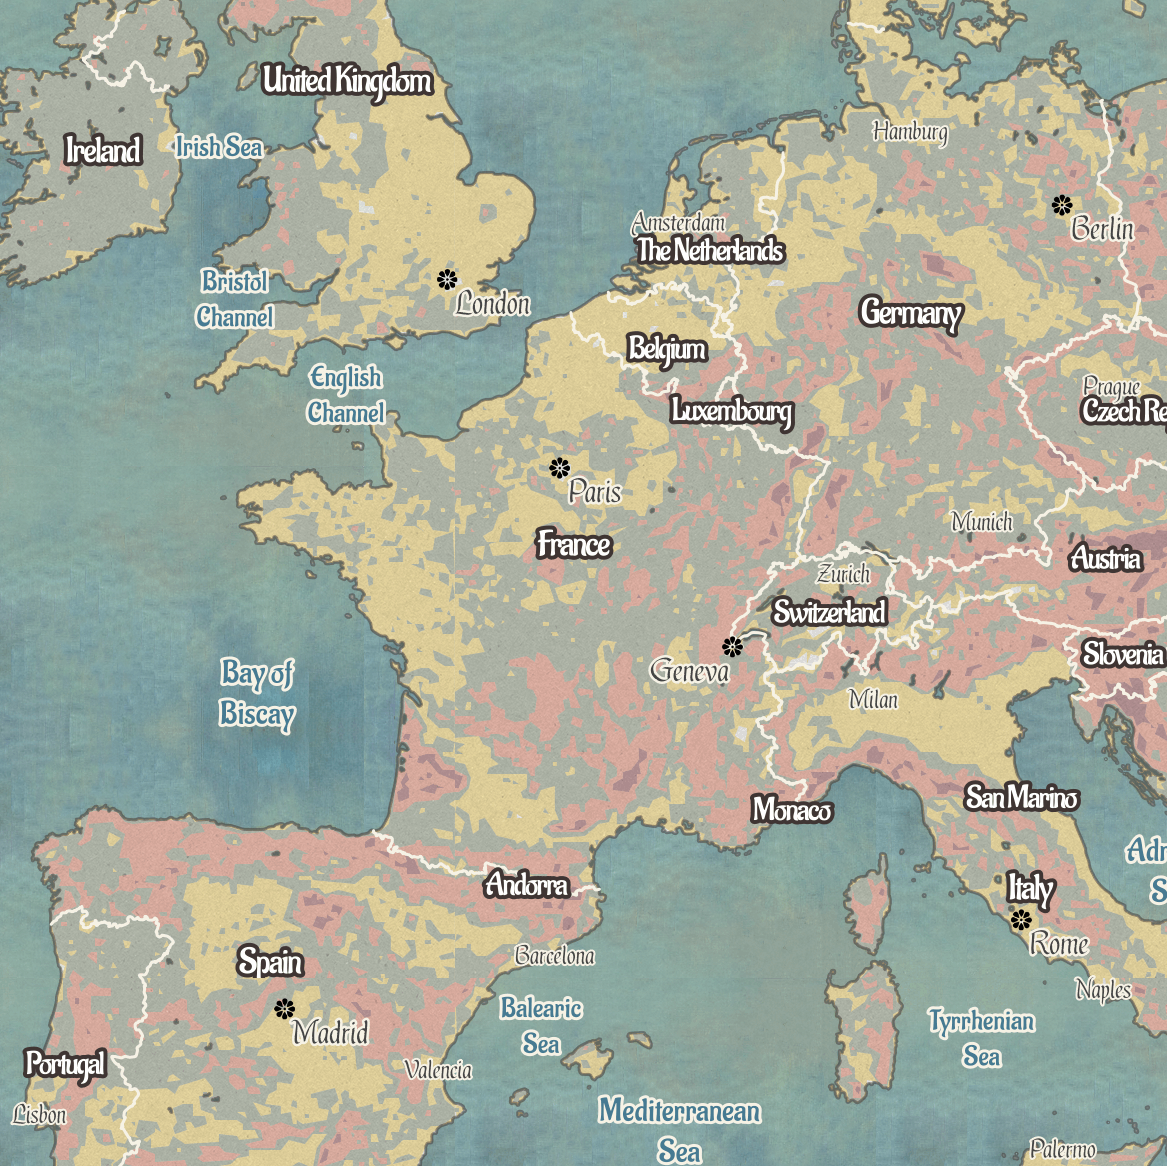 United Kingdom
Hamburg
Ireland
Irish Sea
Berlin
Amsterdam
The Netherlands
Bristol
Channel
London
Germany
Belgium
English
Channel
Prague
Czech Re
Luxembourg
Paris
Munich
France
Austria
Zurich
Switzerland
Slovenia
Geneva
Bay of
Biscay
Milan
San Marino
Monaco
Adr
S
Andorra
Italy
Rome
Spain
Barcelona
Naples
Balearic
Sea
Madrid
Tyrrhenian
Sea
Portugal
Valencia
Lisbon
Mediterranean
Sea
Palermo